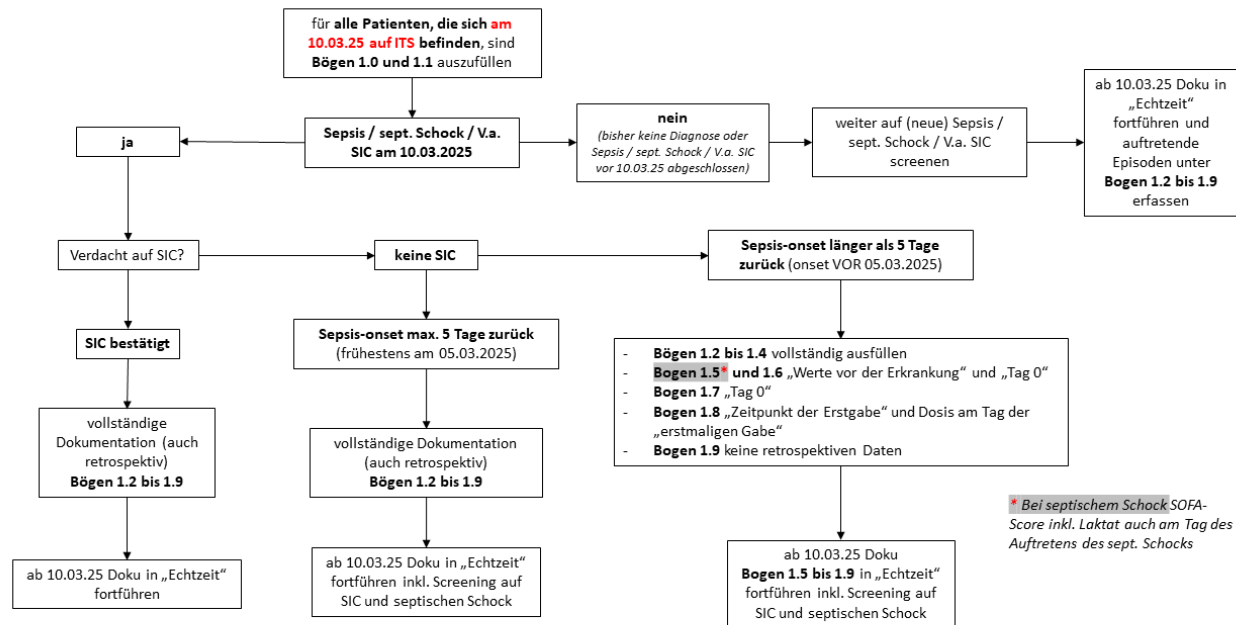 für alle Patienten, die sich am
10.03.25 auf ITS befinden, sind
Bögen 1.0 und 1.1 auszufüllen
ja
Sepsis / sept. Schock / V.a.
SIC am 10.03.2025
nein
(bisher keine Diagnose oder
Sepsis / sept. Schock / V.a. SIC
vor 10.03.25 abgeschlossen)
weiter auf (neue) Sepsis /
sept. Schock / V.a. SIC
screenen
ab 10.03.25 Doku in
„Echtzeit“
fortführen und
auftretende
Episoden unter
Bogen 1.2 bis 1.9
erfassen
Verdacht auf SIC?
keine SIC
Sepsis-onset länger als 5 Tage
zurück (onset VOR 05.03.2025)
SIC bestätigt
Sepsis-onset max. 5 Tage zurück
(frühestens am 05.03.2025)
- Bögen 1.2 bis 1.4 vollständig ausfüllen
- Bogen 1.5* und 1.6 „Werte vor der Erkrankung“ und „Tag 0“
- Bogen 1.7 „Tag 0“
- Bogen 1.8 „Zeitpunkt der Erstgabe“ und Dosis am Tag der
„erstmaligen Gabe“
- Bogen 1.9 keine retrospektiven Daten
vollständige
Dokumentation (auch
retrospektiv)
Bögen 1.2 bis 1.9
vollständige Dokumentation
(auch retrospektiv)
Bögen 1.2 bis 1.9
* Bei septischem Schock SOFA-
Score inkl. Laktat auch am Tag des
Auftretens des sept. Schocks
ab 10.03.25 Doku in „Echtzeit“
fortführen
ab 10.03.25 Doku in „Echtzeit“
fortführen inkl. Screening auf
SIC und septischen Schock
ab 10.03.25 Doku
Bogen 1.5 bis 1.9 in „Echtzeit“
fortführen inkl. Screening auf
SIC und septischen Schock